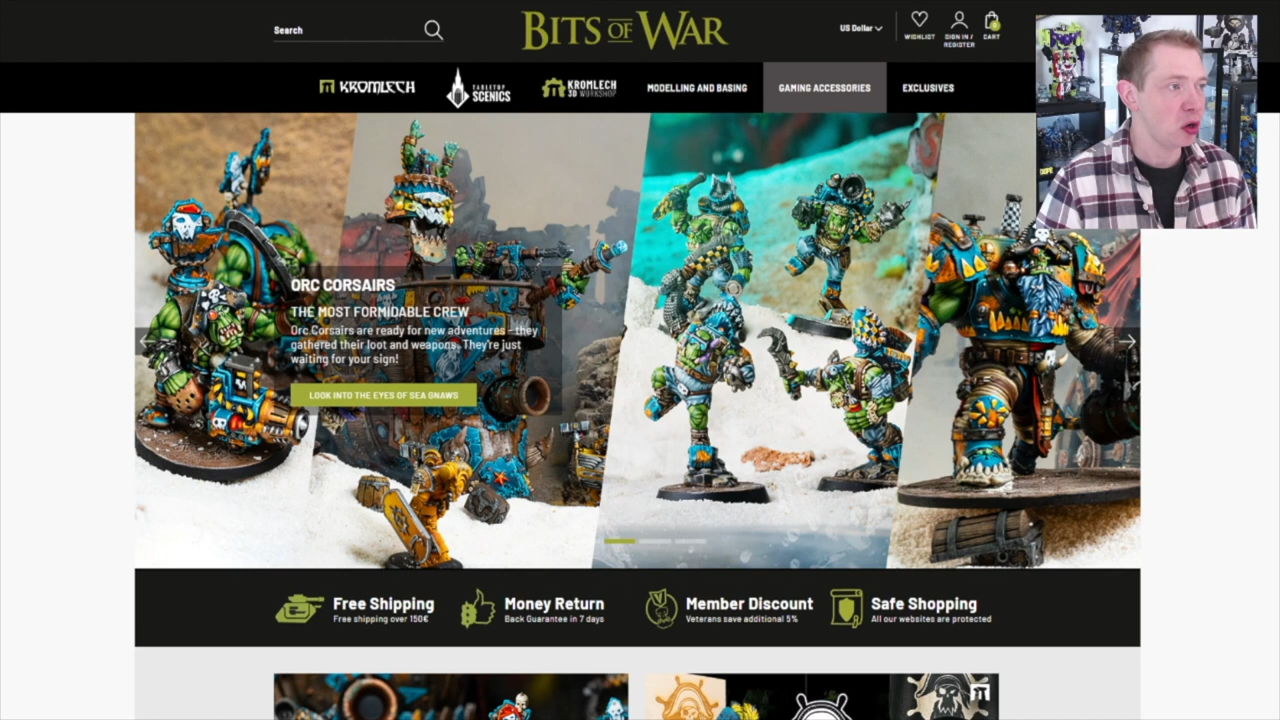 Search
BITS OF WAR
US Dollar
WISHLIST
SIGN IN /
REGISTER
CART
KROMLECH
TABLETOP
SCENICS
KROMLECH
3D WORKSHOP
MODELLING AND BASING
GAMING ACCESSORIES
EXCLUSIVES
ORC CORSAIRS
THE MOST FORMIDABLE CREW
Orc Corsairs are ready for new adventures – they
gathered their loot and weapons. They're just
waiting for your sign!
LOOK INTO THE EYES OF SEA GNAWS
Free Shipping
Free shipping over 150€
Money Return
Back Guarantee in 7 days
Member Discount
Veterans save additional 5%
Safe Shopping
All our websites are protected